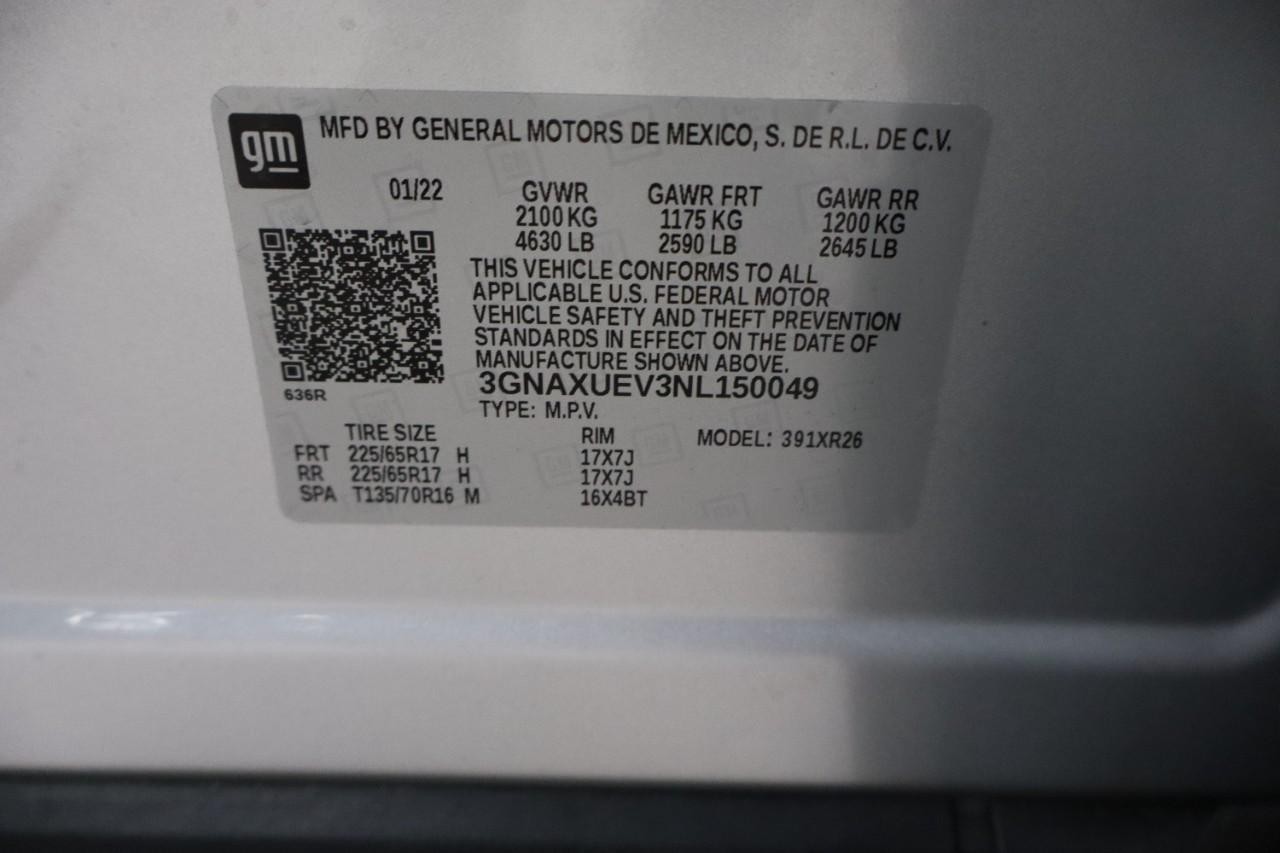 gm
MFD BY GENERAL MOTORS DE MEXICO, S. DE R.L. DE C.V.
01/22 GVWR GAWR FRT GAWR RR
2100 KG 1175 KG 1200 KG
4630 LB 2590 LB 2645 LB
THIS VEHICLE CONFORMS TO ALL
APPLICABLE U.S. FEDERAL MOTOR
VEHICLE SAFETY AND THEFT PREVENTION
STANDARDS IN EFFECT ON THE DATE OF
MANUFACTURE SHOWN ABOVE.
3GNAXUEV3NL150049
636R
TYPE: M.P.V.
TIRE SIZE RIM MODEL: 391XR26
FRT 225/65R17 H 17X7J
RR 225/65R17 H 17X7J
SPA T135/70R16 M 16X4BT